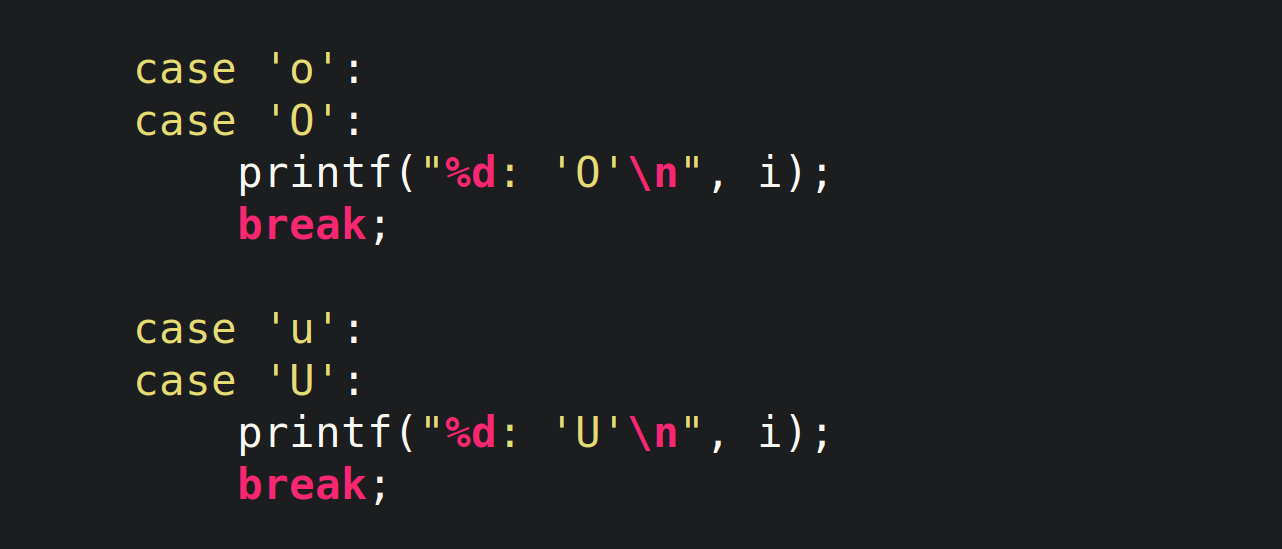 case 'o':
case 'O':
    printf("%d: 'O'\n", i);
    break;

case 'u':
case 'U':
    printf("%d: 'U'\n", i);
    break;